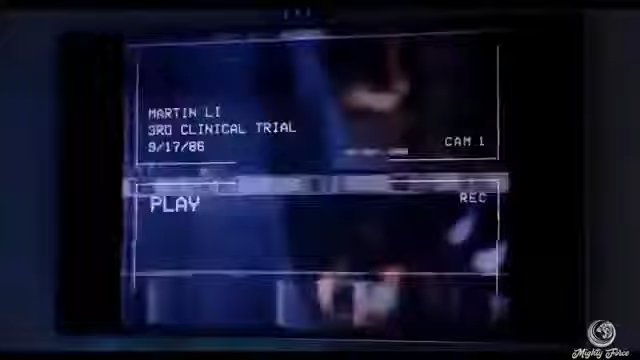 MARTIN LI
3RD CLINICAL TRIAL
9/17/86
CAM 1
PLAY
REC
Mighty Force